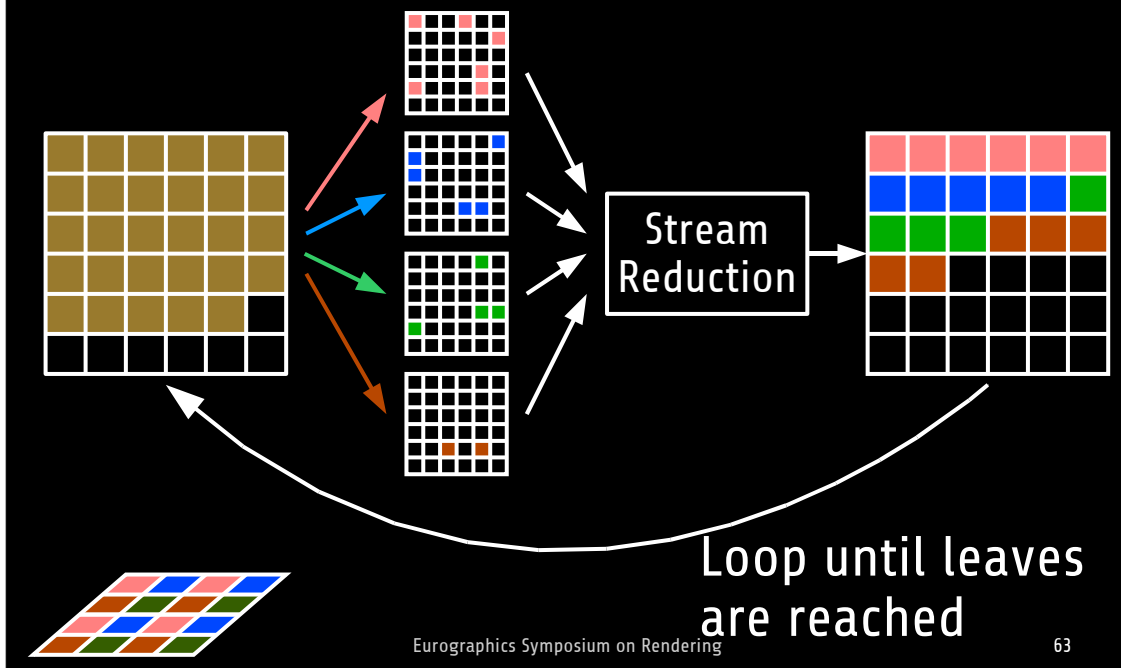 Stream
Reduction
Loop until leaves
are reached
Eurographics Symposium on Rendering
63